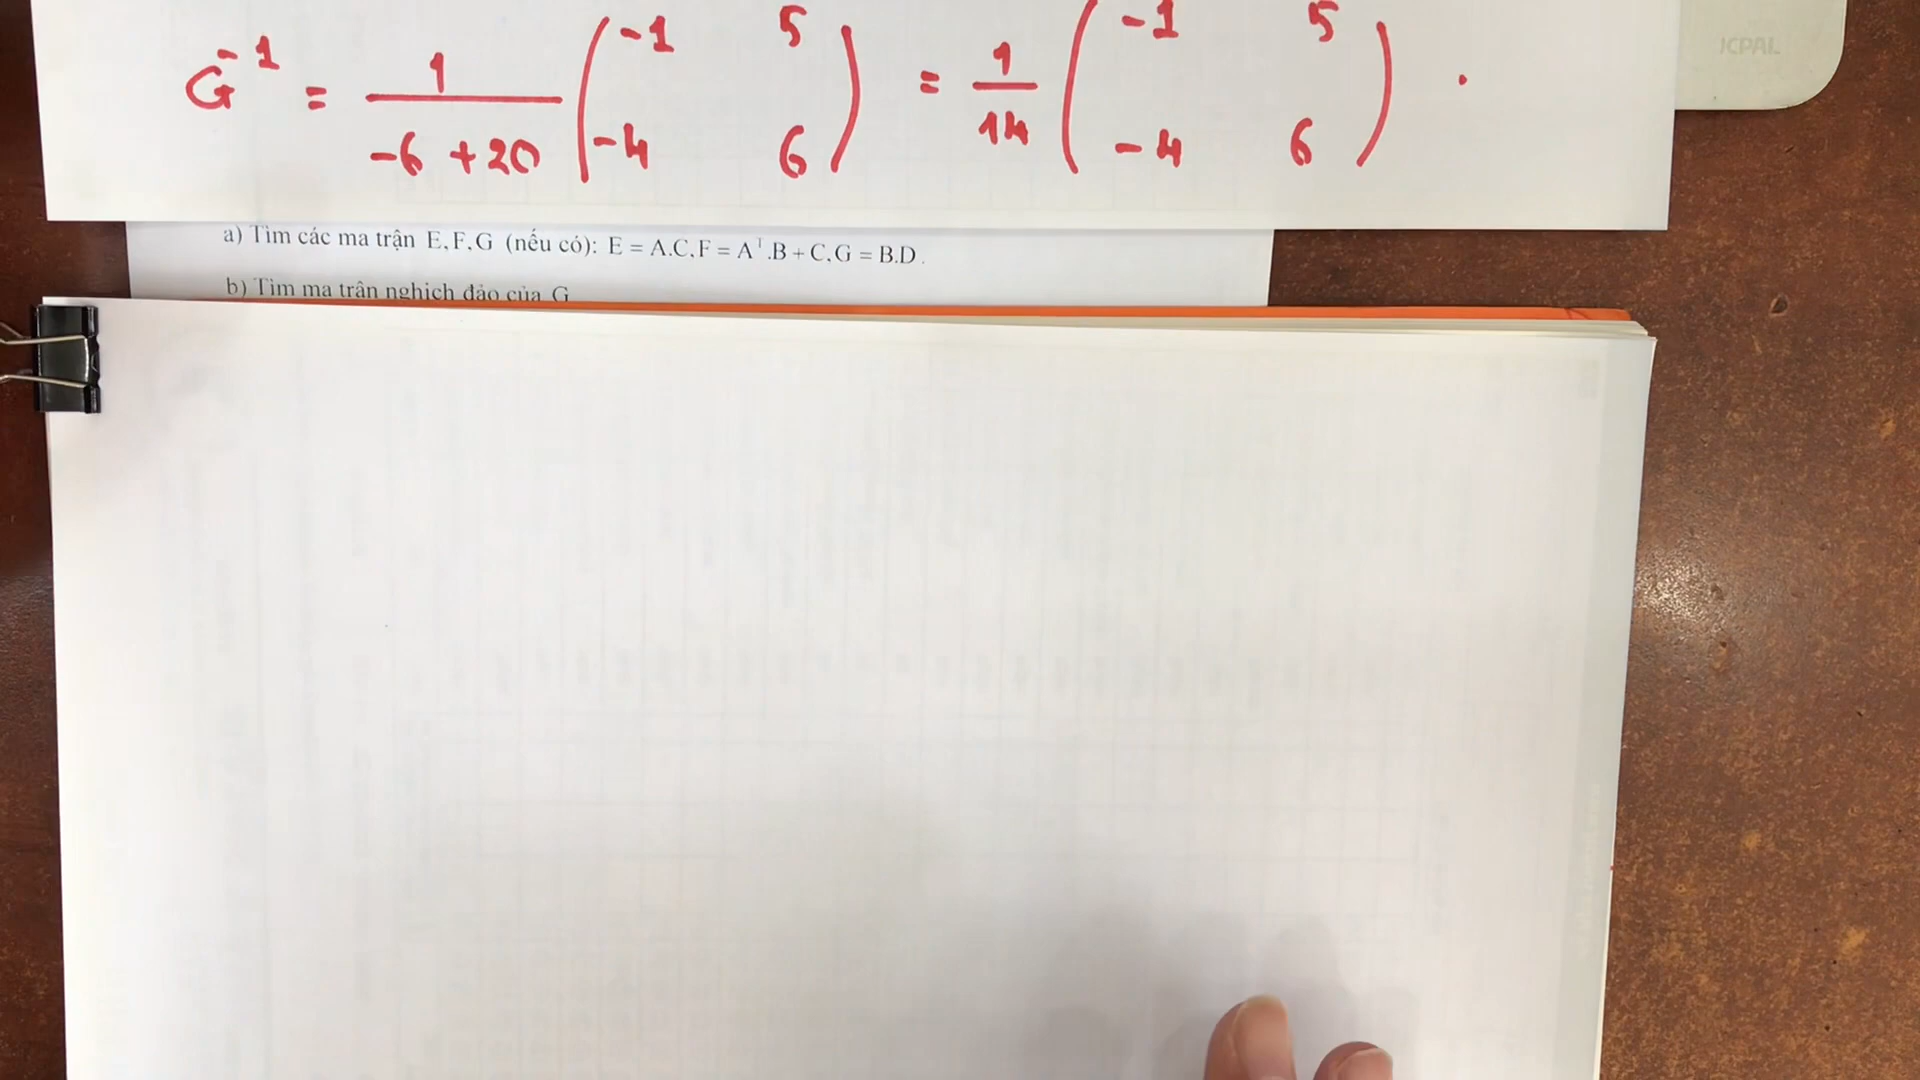 JCPAL
G⁻¹ = 1/(-6 + 20) ( -1 5 ; -4 6 ) = 1/14 ( -1 5 ; -4 6 ) .
a) Tìm các ma trận E, F, G (nếu có): E = A.C, F = Aᵀ.B + C, G = B.D.
b) Tìm ma trận nghịch đảo của G